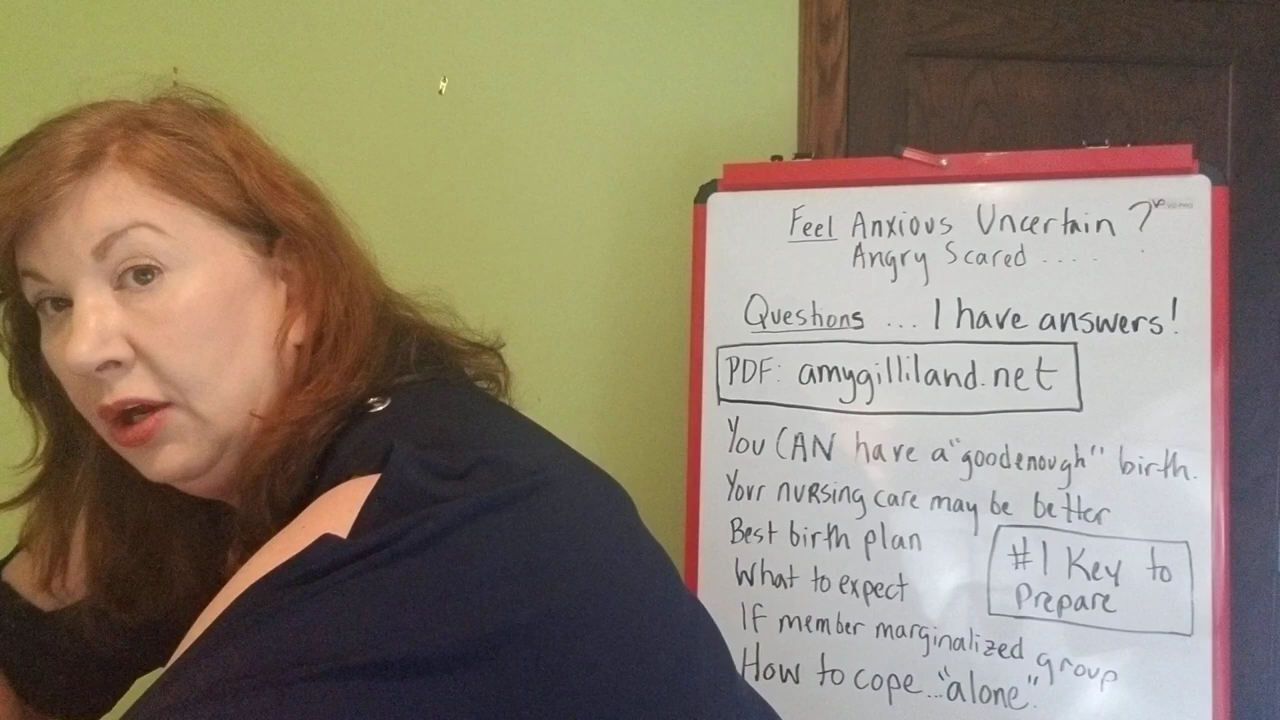 Feel Anxious Uncertain ?
Angry Scared ....
Questions ... I have answers!
PDF: amygilliland.net
You CAN have a "goodenough" birth.
Your nursing care may be better
Best birth plan
What to expect
#1 Key to
Prepare
If member marginalized group
How to cope..."alone".